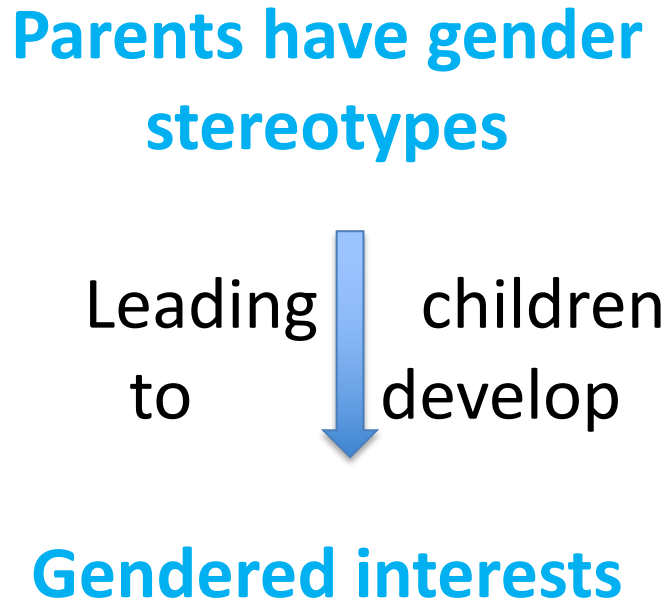 Parents have gender
stereotypes
Leading children
to develop
Gendered interests